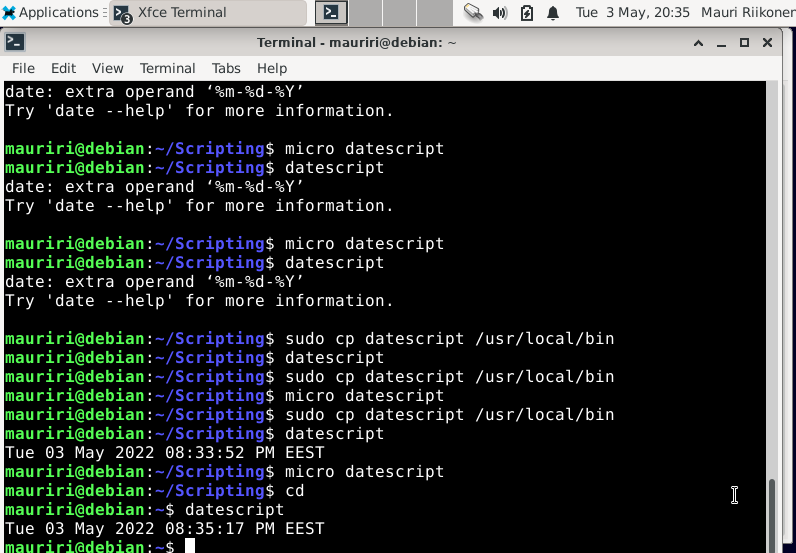 Applications
3 Xfce Terminal
Tue 3 May, 20:35 Mauri Riikonen
Terminal - mauriri@debian: ~
File Edit View Terminal Tabs Help
date: extra operand ‘%m-%d-%Y’
Try 'date --help' for more information.
mauriri@debian:~/Scripting$ micro datescript
mauriri@debian:~/Scripting$ datescript
date: extra operand ‘%m-%d-%Y’
Try 'date --help' for more information.
mauriri@debian:~/Scripting$ micro datescript
mauriri@debian:~/Scripting$ datescript
date: extra operand ‘%m-%d-%Y’
Try 'date --help' for more information.
mauriri@debian:~/Scripting$ sudo cp datescript /usr/local/bin
mauriri@debian:~/Scripting$ datescript
mauriri@debian:~/Scripting$ sudo cp datescript /usr/local/bin
mauriri@debian:~/Scripting$ micro datescript
mauriri@debian:~/Scripting$ sudo cp datescript /usr/local/bin
mauriri@debian:~/Scripting$ datescript
Tue 03 May 2022 08:33:52 PM EEST
mauriri@debian:~/Scripting$ micro datescript
mauriri@debian:~/Scripting$ cd
mauriri@debian:~$ datescript
Tue 03 May 2022 08:35:17 PM EEST
mauriri@debian:~$